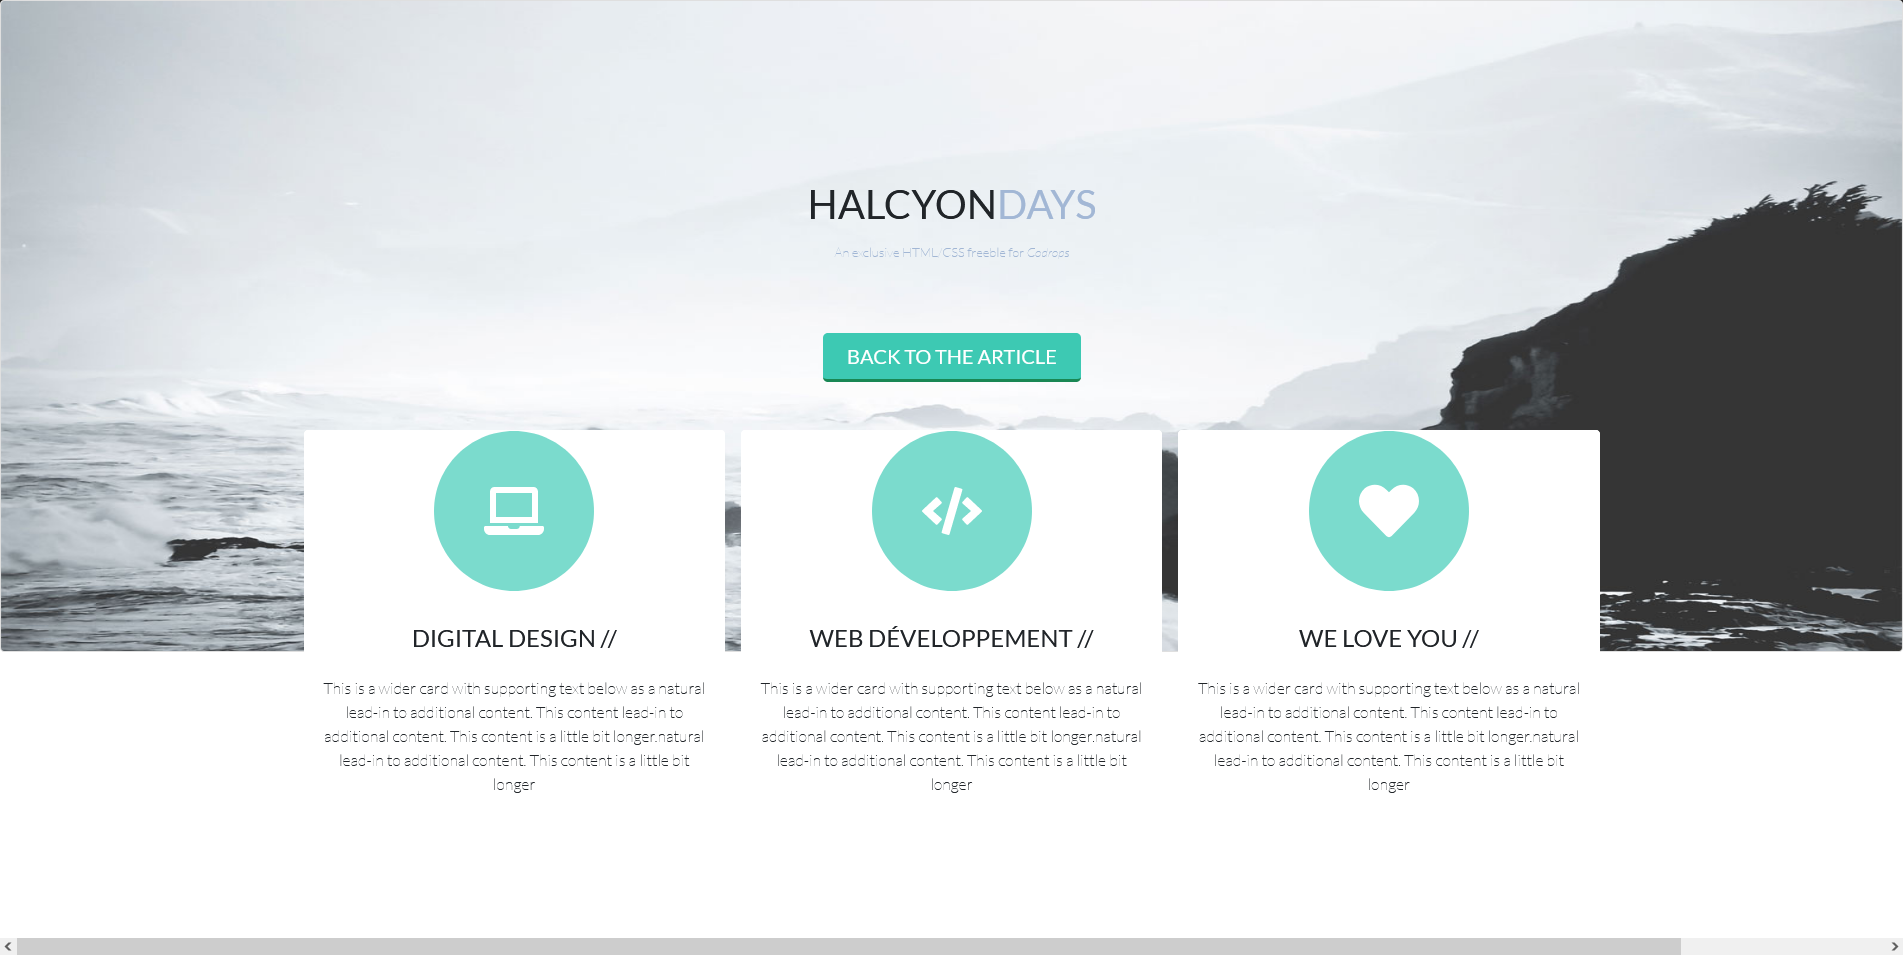 HALCYONDAYS
An exclusive HTML/CSS freeble for Codrops
BACK TO THE ARTICLE
DIGITAL DESIGN //
This is a wider card with supporting text below as a natural
lead-in to additional content. This content lead-in to
additional content. This content is a little bit longer.natural
lead-in to additional content. This content is a little bit
longer
WEB DÉVELOPPEMENT //
This is a wider card with supporting text below as a natural
lead-in to additional content. This content lead-in to
additional content. This content is a little bit longer.natural
lead-in to additional content. This content is a little bit
longer
WE LOVE YOU //
This is a wider card with supporting text below as a natural
lead-in to additional content. This content lead-in to
additional content. This content is a little bit longer.natural
lead-in to additional content. This content is a little bit
longer